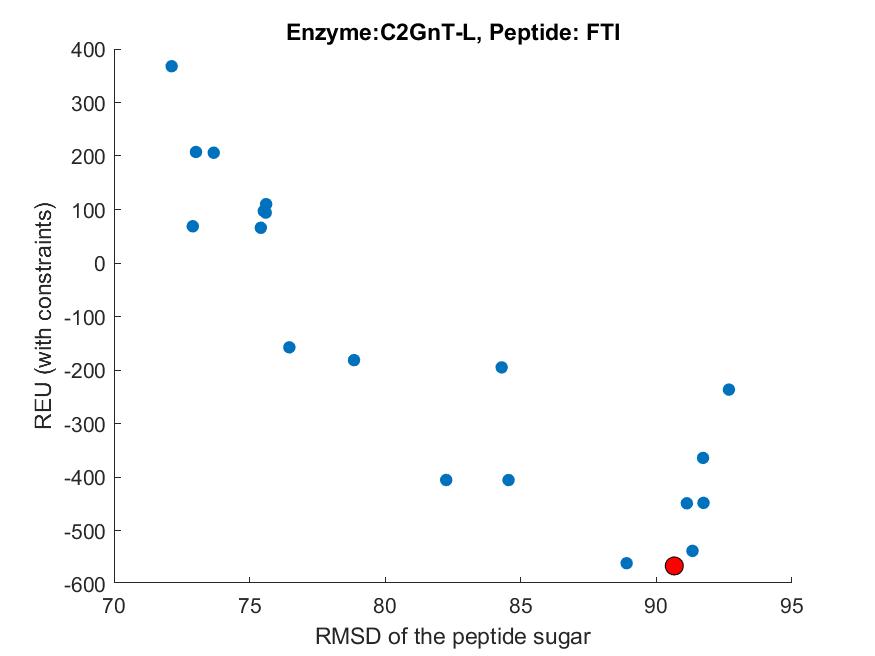 Enzyme:C2GnT-L, Peptide: FTI
400
300
200
100
0
-100
-200
-300
-400
-500
-600
REU (with constraints)
70 75 80 85 90 95
RMSD of the peptide sugar